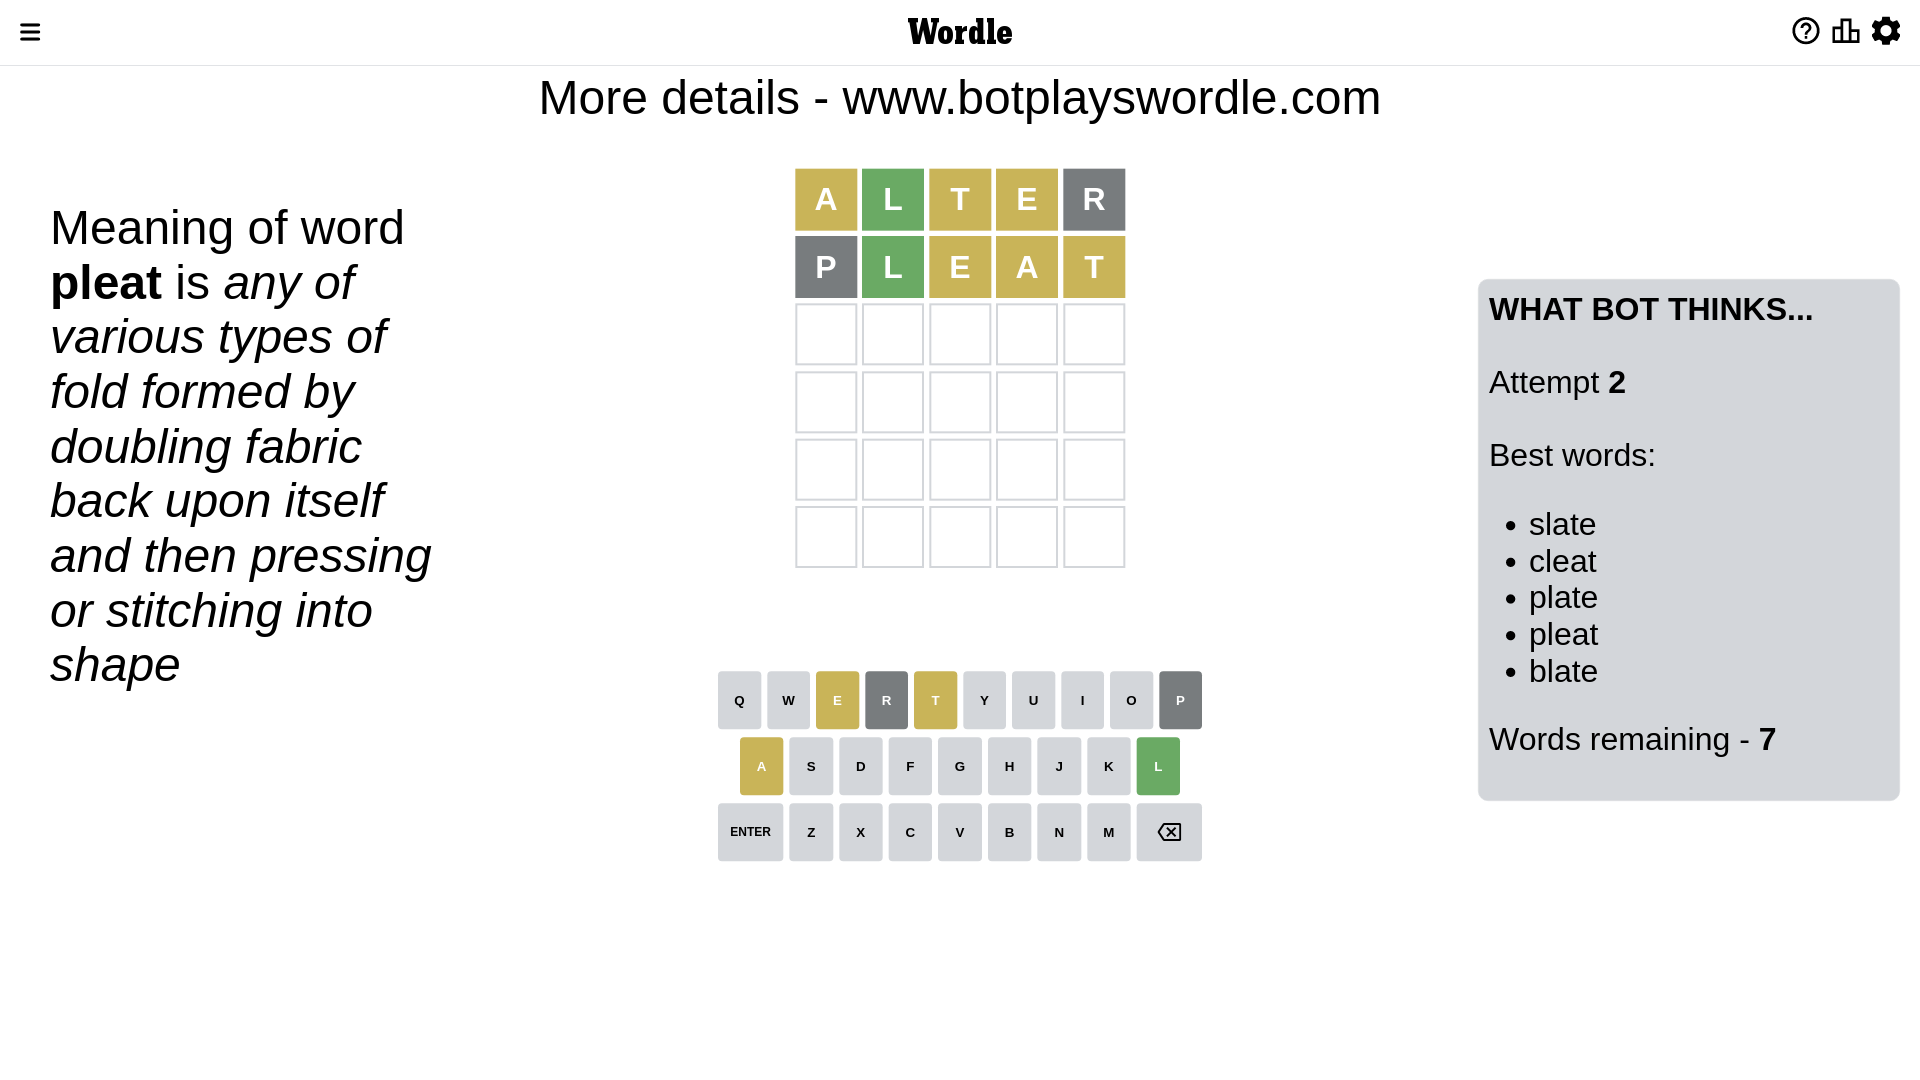 Wordle
More details - www.botplayswordle.com
Meaning of word
pleat is any of
various types of
fold formed by
doubling fabric
back upon itself
and then pressing
or stitching into
shape
A L T E R
P L E A T
WHAT BOT THINKS...
Attempt 2
Best words:
• slate
• cleat
• plate
• pleat
• blate
Words remaining - 7
Q W E R T Y U I O P
A S D F G H J K L
ENTER Z X C V B N M